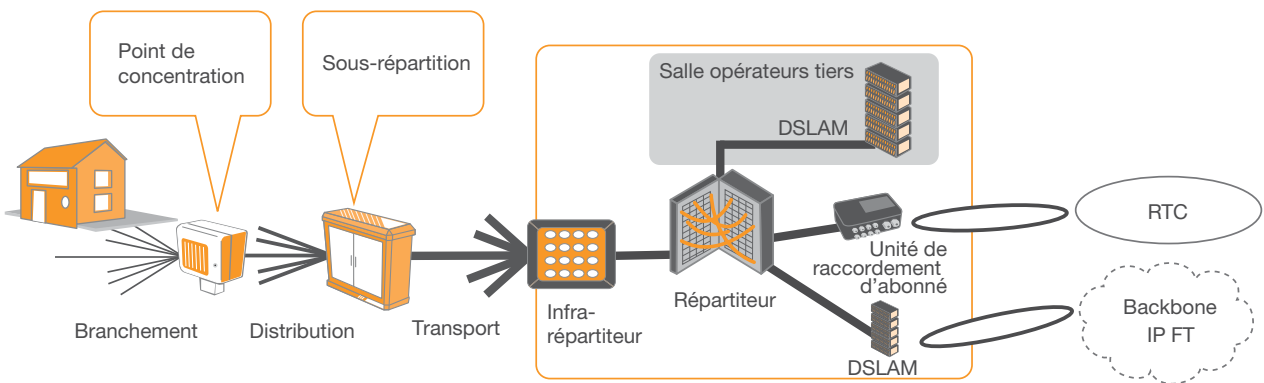 Point de
concentration
Sous-répartition
Salle opérateurs tiers
DSLAM
RTC
Unité de
raccordement
d'abonné
Répartiteur
Infra-
répartiteur
Branchement
Distribution
Transport
DSLAM
Backbone
IP FT